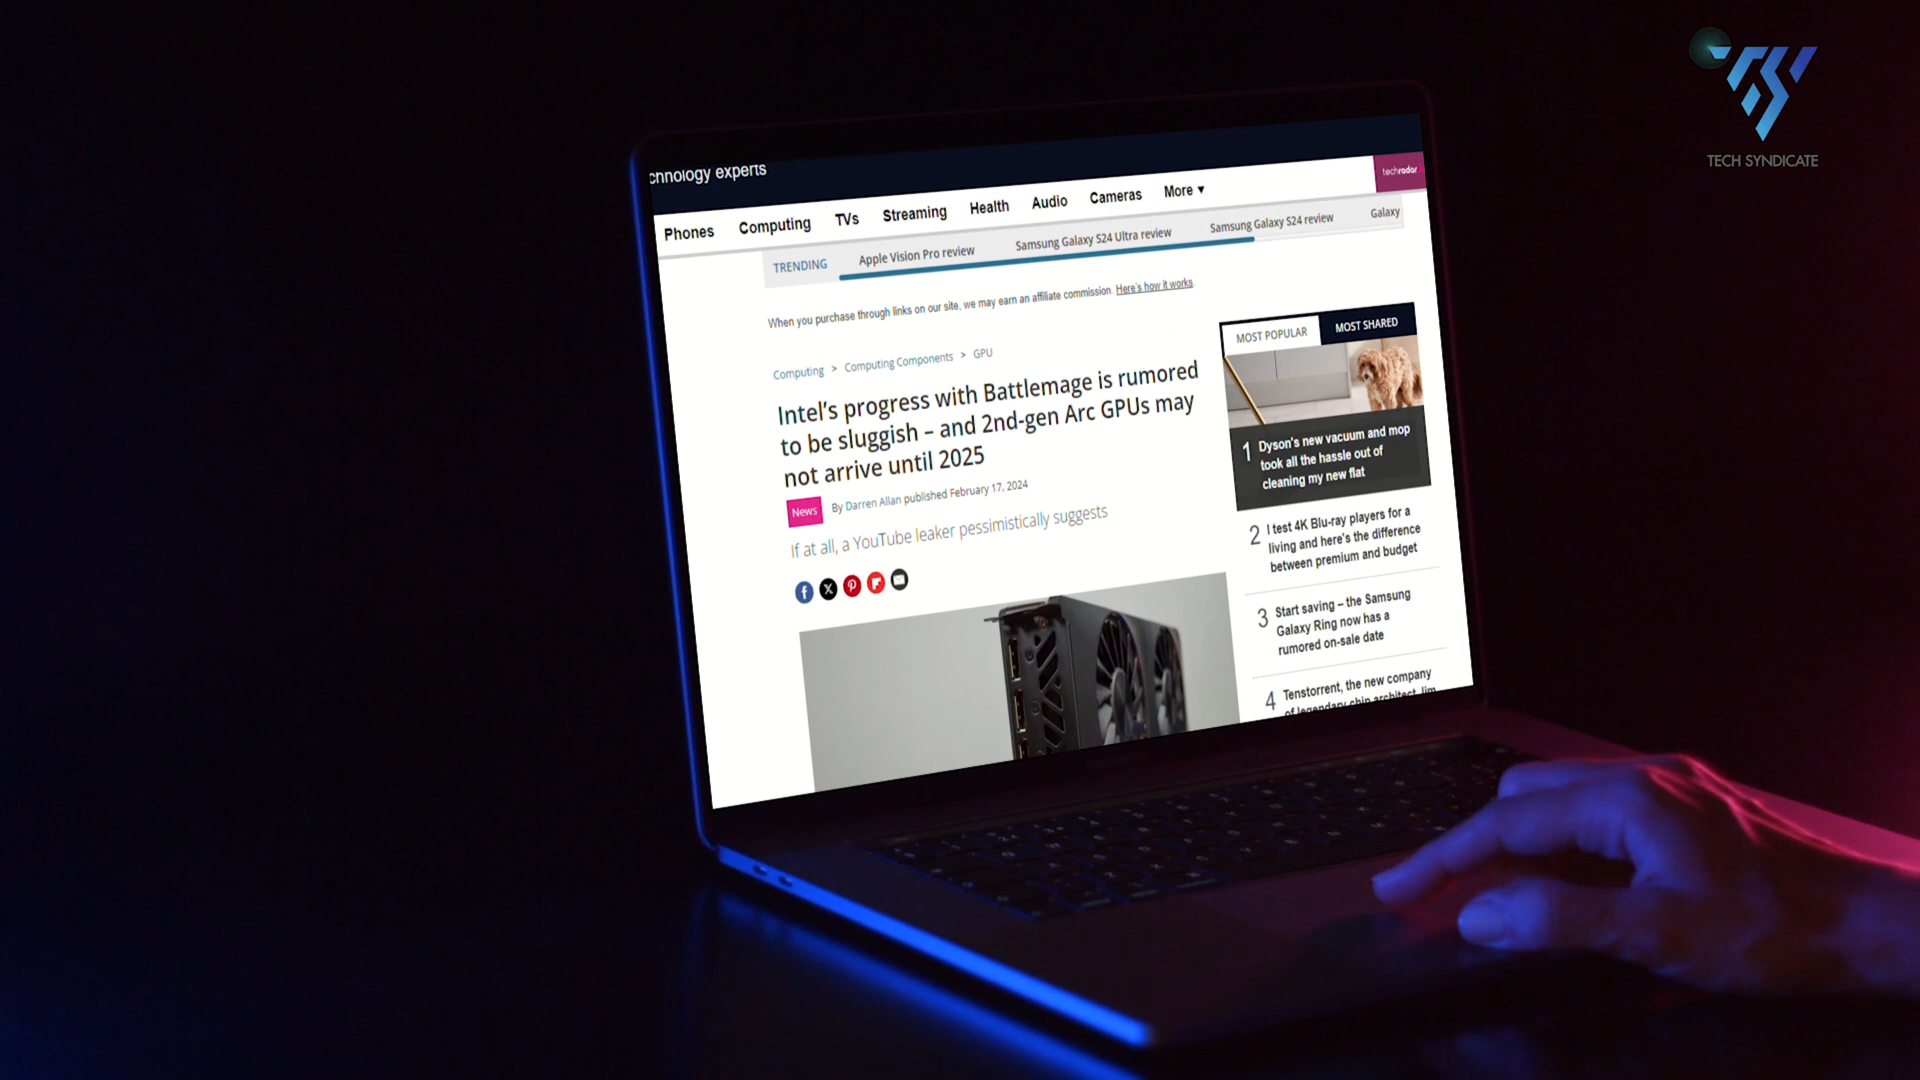 TECH SYNDICATE
chnology experts
techradar
Phones Computing TVs Streaming Health Audio Cameras More ▼
TRENDING Apple Vision Pro review Samsung Galaxy S24 Ultra review Samsung Galaxy S24 review Galaxy
When you purchase through links on our site, we may earn an affiliate commission. Here's how it works.
Computing > Computing Components > GPU
Intel's progress with Battlemage is rumored
to be sluggish – and 2nd-gen Arc GPUs may
not arrive until 2025
News By Darren Allan published February 17, 2024
If at all, a YouTube leaker pessimistically suggests
MOST POPULAR MOST SHARED
1 Dyson's new vacuum and mop
took all the hassle out of
cleaning my new flat
2 I test 4K Blu-ray players for a
living and here's the difference
between premium and budget
3 Start saving – the Samsung
Galaxy Ring now has a
rumored on-sale date
4 Tenstorrent, the new company
of legendary chip architect Jim